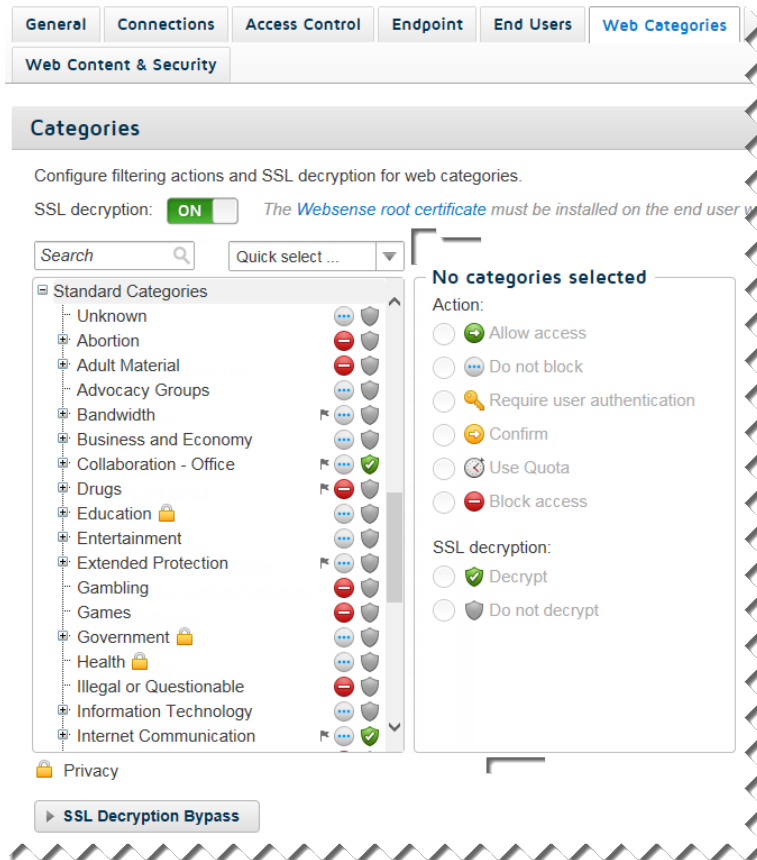 General Connections Access Control Endpoint End Users Web Categories
Web Content & Security
Categories
Configure filtering actions and SSL decryption for web categories.
SSL decryption: ON The Websense root certificate must be installed on the end user
Search Quick select ...
Standard Categories
Unknown
Abortion
Adult Material
Advocacy Groups
Bandwidth
Business and Economy
Collaboration - Office
Drugs
Education
Entertainment
Extended Protection
Gambling
Games
Government
Health
Illegal or Questionable
Information Technology
Internet Communication
No categories selected
Action:
Allow access
Do not block
Require user authentication
Confirm
Use Quota
Block access
SSL decryption:
Decrypt
Do not decrypt
Privacy
SSL Decryption Bypass